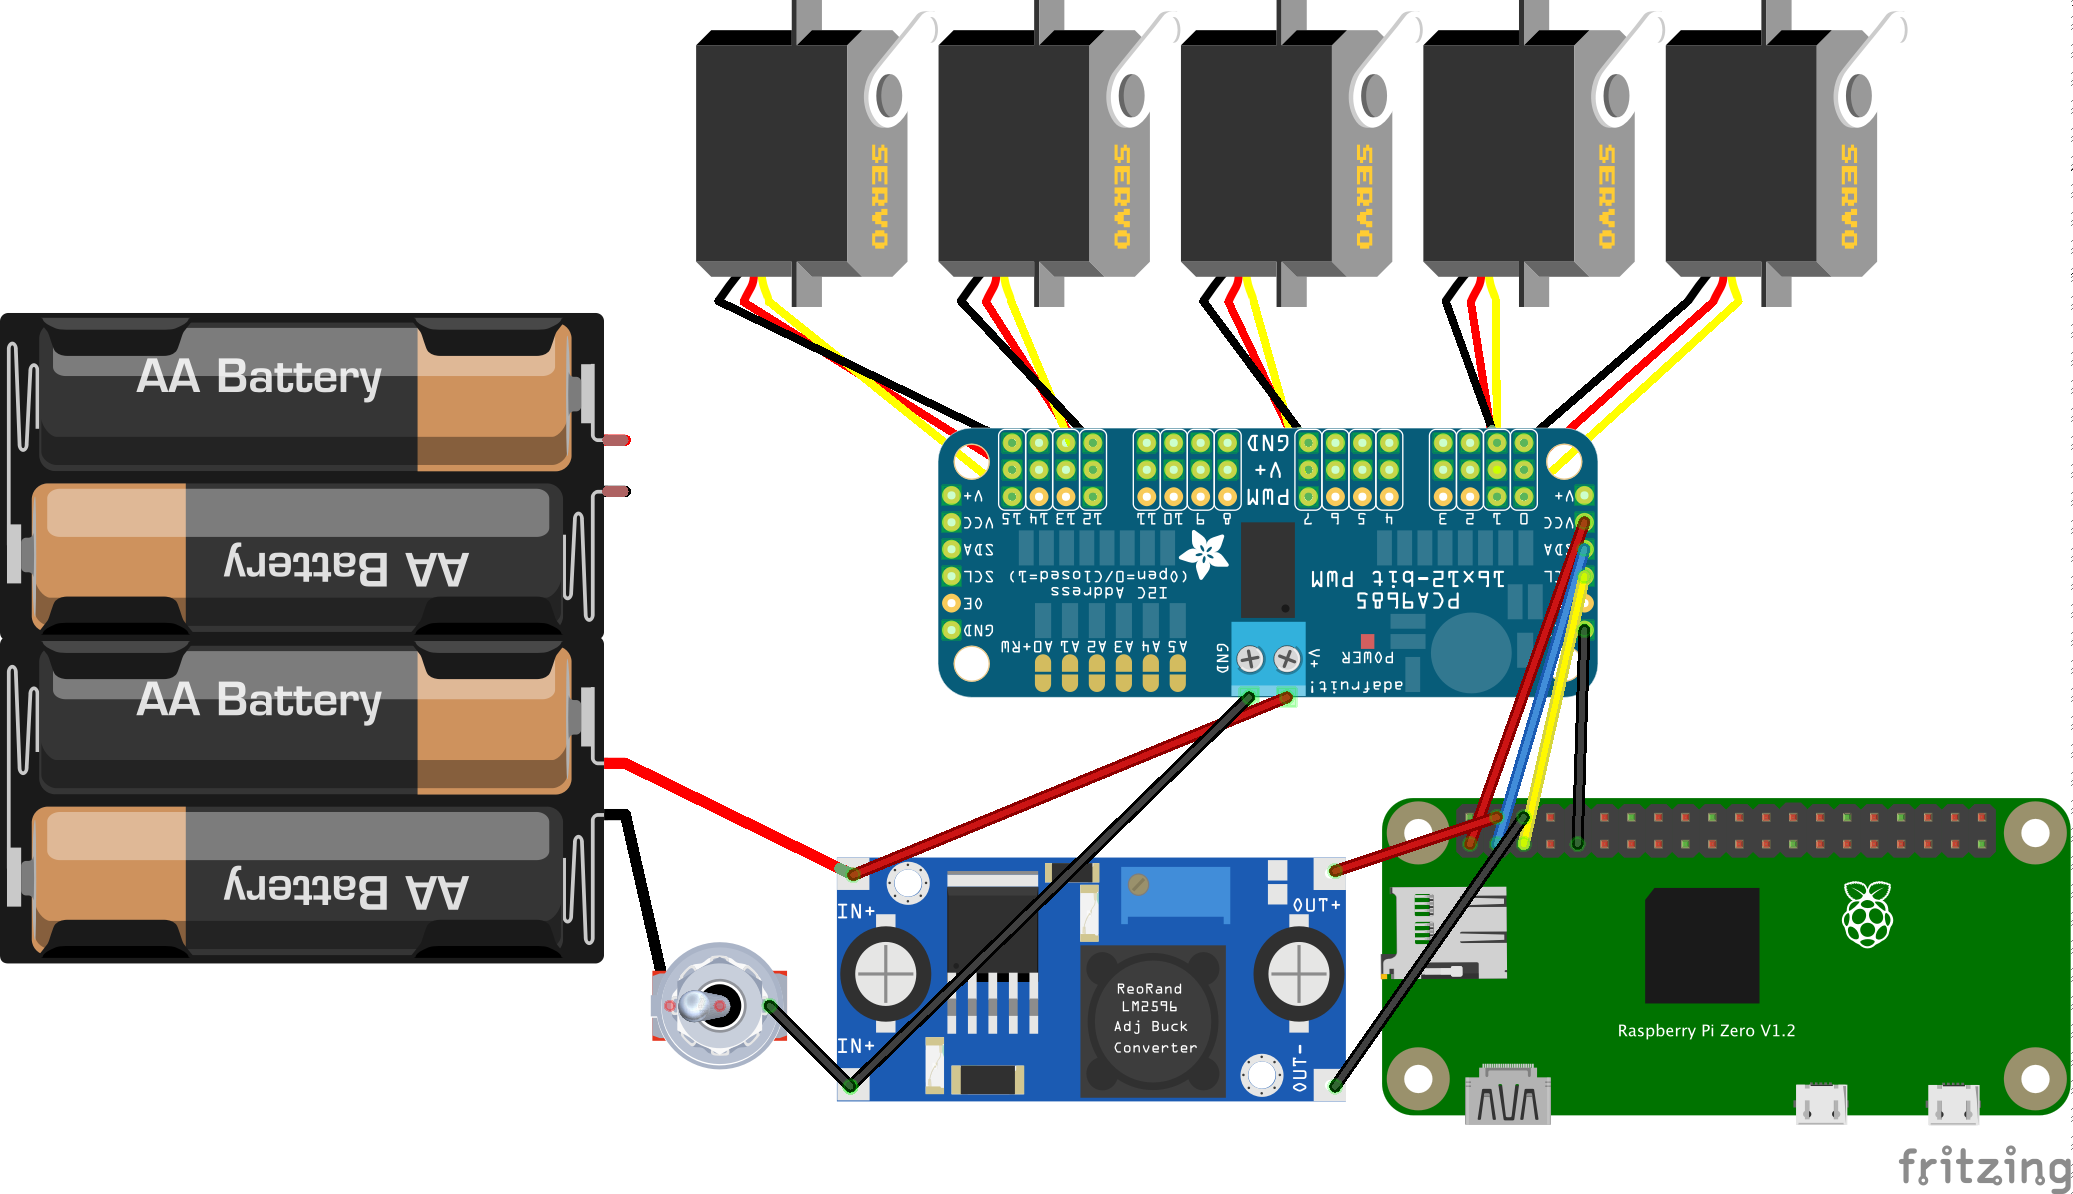 SERVO
SERVO
SERVO
SERVO
SERVO
AA Battery
AA Battery
AA Battery
AA Battery
GND
V+
PWM
15 14 13 12
11 10 9 8
7 6 5 4
3 2 1 0
V+
VCC
SDA
SCL
OE
GND
V+
VCC
SDA
(Open=0/Closed=1)
I2C Address
A0+RW A1 A2 A3 A4 A5
16x12-bit PWM
PCA9685
GND
V+
POWER
adafruit!
IN+
IN+
OUT+
OUT-
ReoRand
LM2596
Adj Buck
Converter
Raspberry Pi Zero V1.2
fritzing